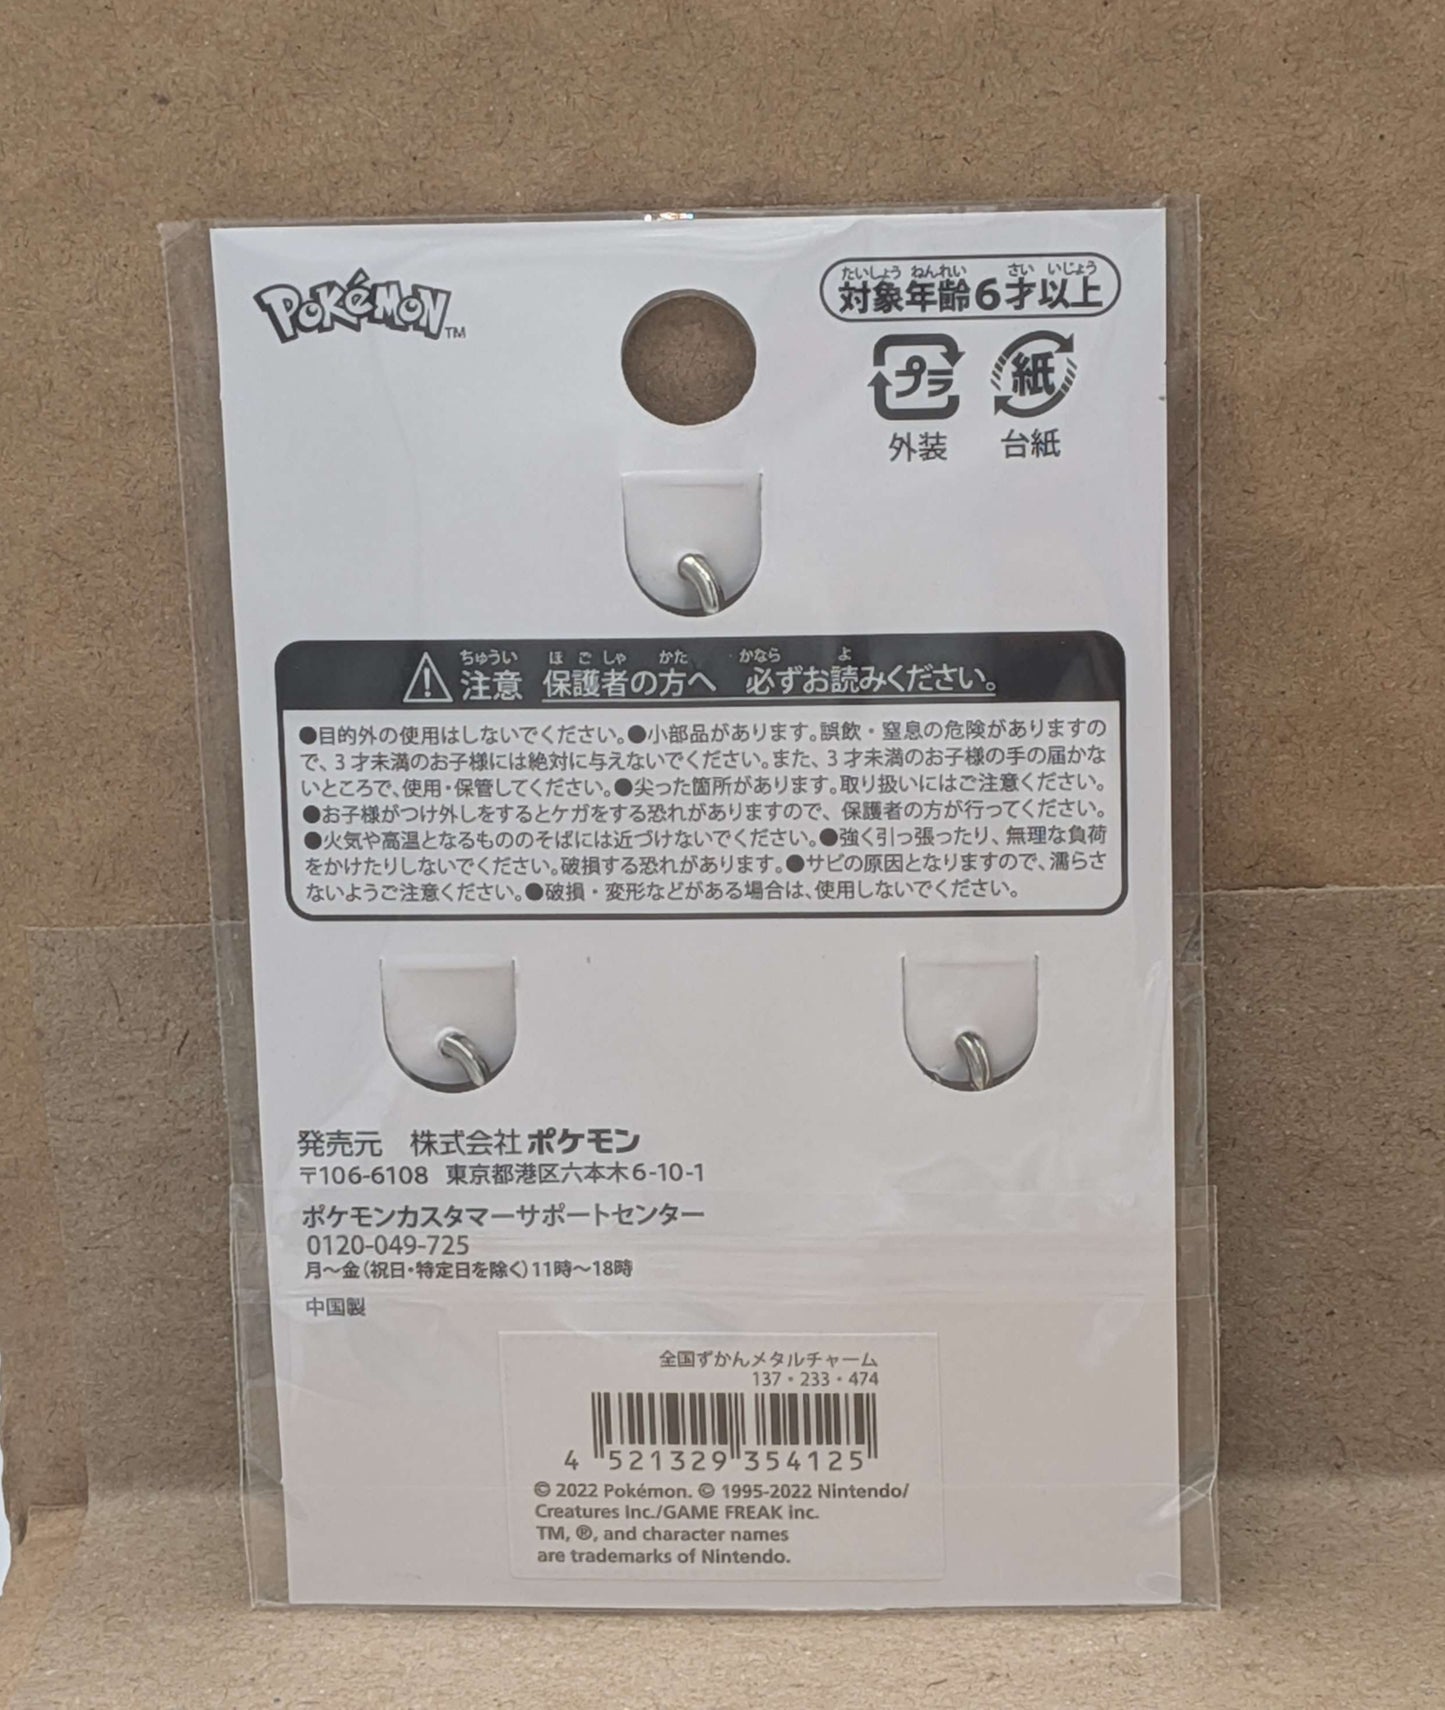 Pokémon TM
たいしょう ねんれい さい いじょう
対象年齢6才以上
プラ 紙
外装 台紙
ちゅうい ほ ご しゃ かた かなら よ
注意 保護者の方へ 必ずお読みください。
●目的外の使用はしないでください。●小部品があります。誤飲・窒息の危険がありますの
で、3才未満のお子様には絶対に与えないでください。また、3才未満のお子様の手の届かな
いところで、使用・保管してください。●尖った箇所があります。取り扱いにはご注意ください。
●お子様がつけ外しをするとケガをする恐れがありますので、保護者の方が行ってください。
●火気や高温となるもののそばには近づけないでください。●強く引っ張ったり、無理な負荷
をかけたりしないでください。破損する恐れがあります。●サビの原因となりますので、濡らさ
ないようご注意ください。●破損・変形などがある場合は、使用しないでください。
発売元 株式会社ポケモン
〒106-6108 東京都港区六本木6-10-1
ポケモンカスタマーサポートセンター
0120-049-725
月〜金(祝日・特定日を除く)11時〜18時
中国製
全国ずかんメタルチャーム
137・233・474
4 521329 354125
© 2022 Pokémon. © 1995-2022 Nintendo/
Creatures Inc./GAME FREAK inc.
TM, ®, and character names
are trademarks of Nintendo.